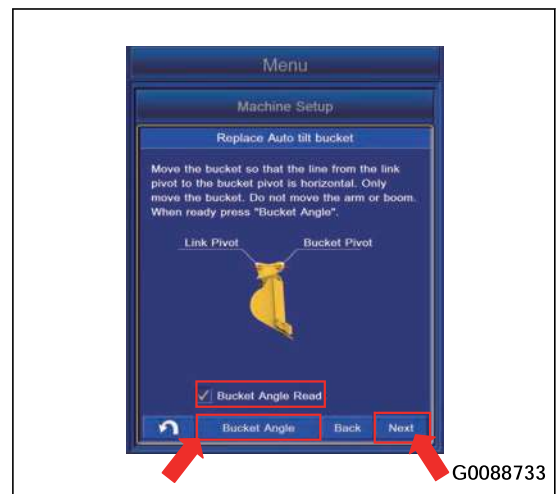 Menu
Machine Setup
Replace Auto tilt bucket
Move the bucket so that the line from the link
pivot to the bucket pivot is horizontal. Only
move the bucket. Do not move the arm or boom.
When ready press "Bucket Angle".
Link Pivot Bucket Pivot
Bucket Angle Read
Bucket Angle Back Next
G0088733